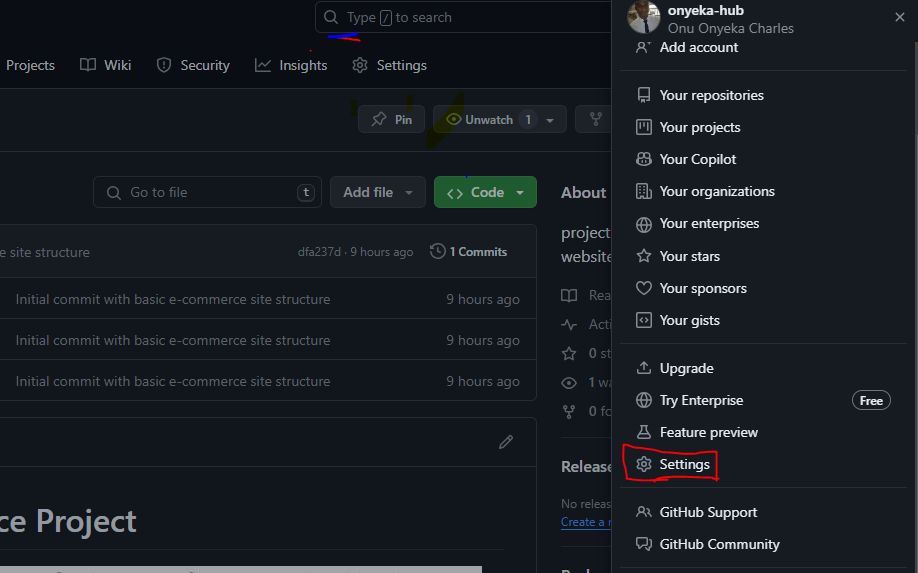 Type / to search
onyeka-hub
Onu Onyeka Charles
Add account
Projects
Wiki
Security
Insights
Settings
Pin
Unwatch 1
Go to file t
Add file
Code
e site structure
dfa237d · 9 hours ago
1 Commits
Initial commit with basic e-commerce site structure
9 hours ago
Initial commit with basic e-commerce site structure
9 hours ago
Initial commit with basic e-commerce site structure
9 hours ago
ce Project
About
project
website
Rea
Acti
0 st
1 wa
0 fo
Release
No releas
Create a r
Your repositories
Your projects
Your Copilot
Your organizations
Your enterprises
Your stars
Your sponsors
Your gists
Upgrade
Try Enterprise Free
Feature preview
Settings
GitHub Support
GitHub Community